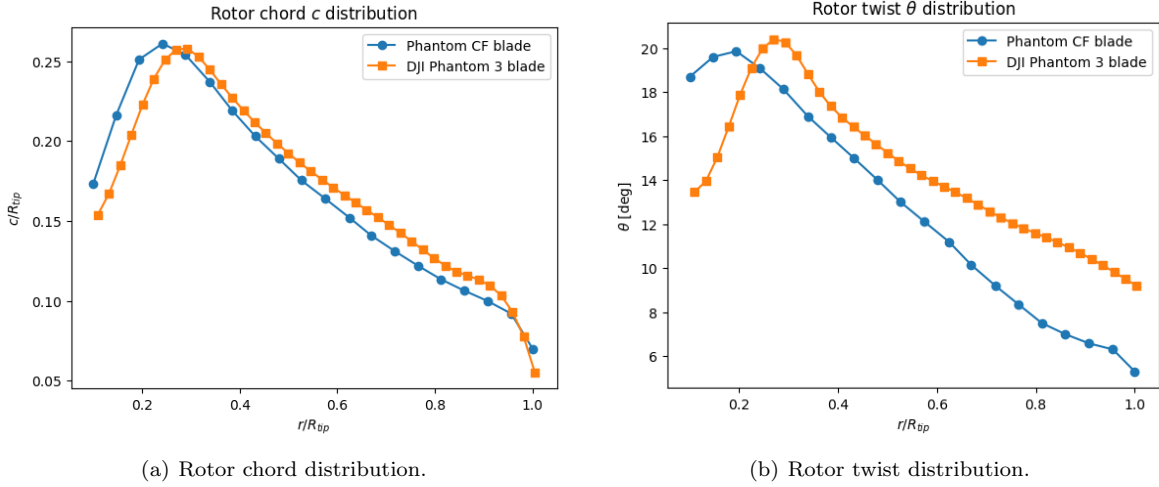 Rotor chord c distribution
Phantom CF blade
DJI Phantom 3 blade
0.25
0.20
0.15
0.10
0.05
c/R_tip
0.2 0.4 0.6 0.8 1.0
r/R_tip
(a) Rotor chord distribution.
Rotor twist θ distribution
Phantom CF blade
DJI Phantom 3 blade
20
18
16
14
12
10
8
6
θ [deg]
0.2 0.4 0.6 0.8 1.0
r/R_tip
(b) Rotor twist distribution.